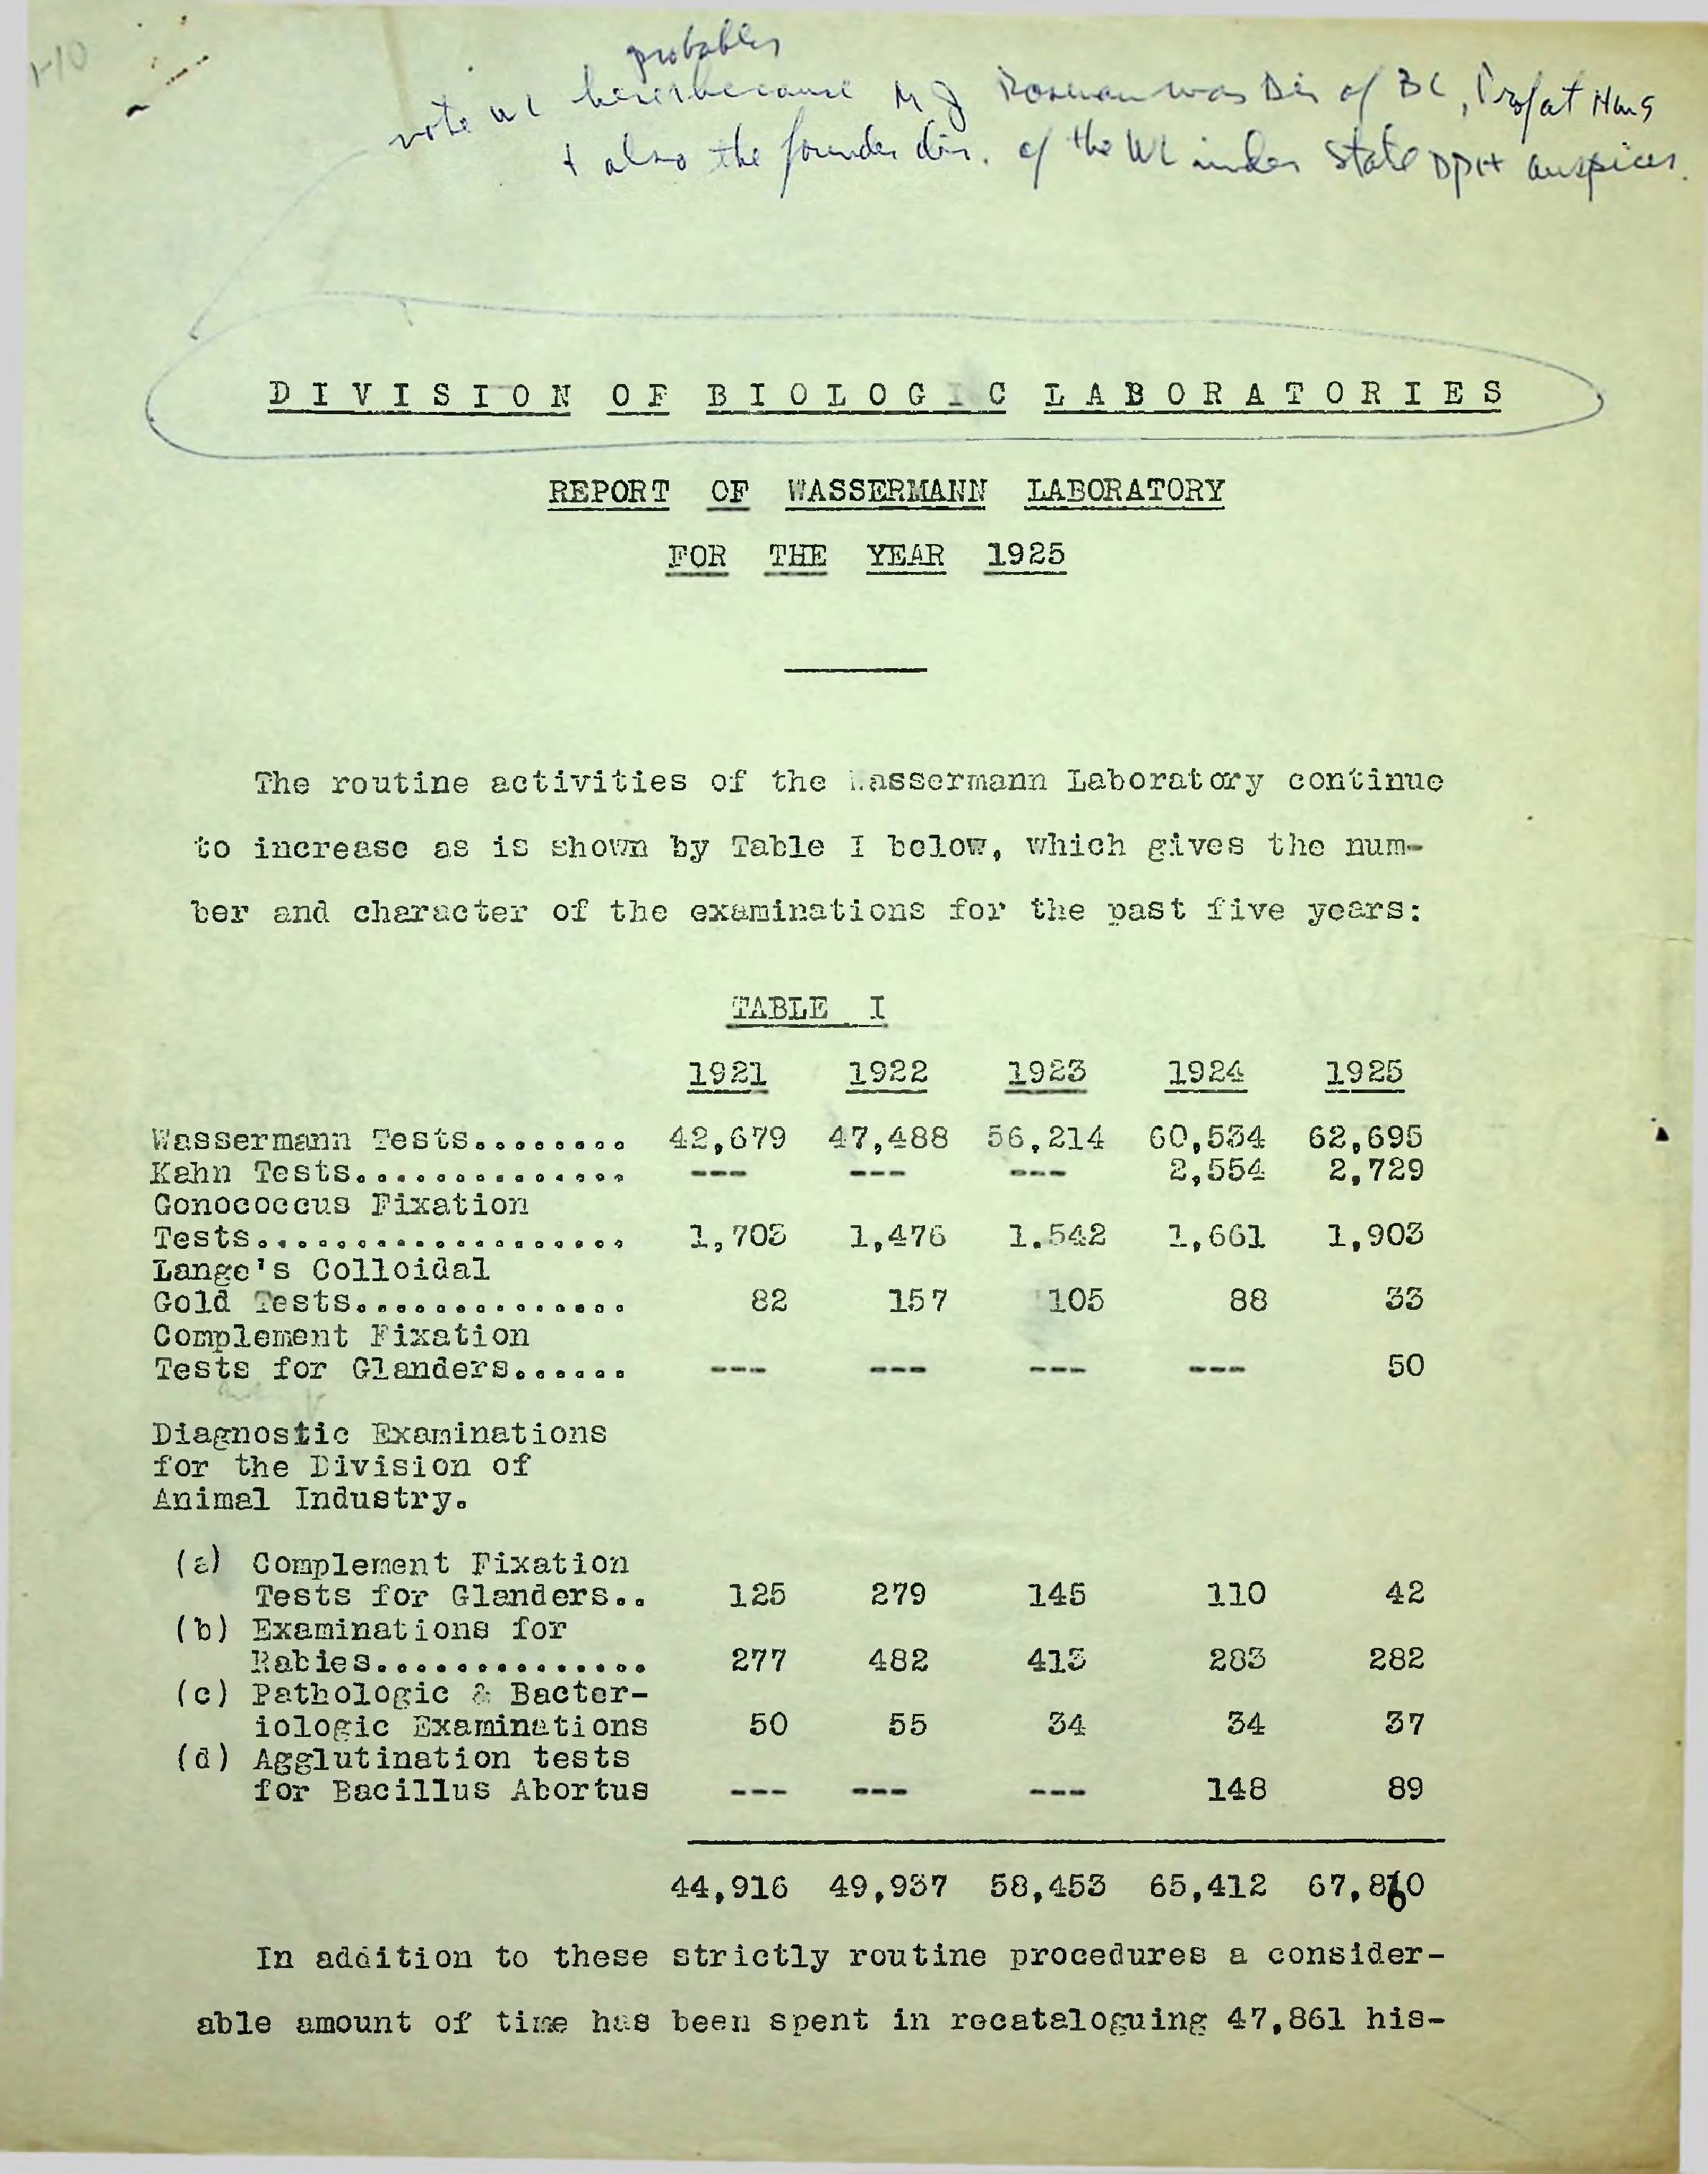 1-10
probably
note WL here because M J Rosenau was Dir of BL, Prof at HMS
+ also the founder dir. of the WL under State DPH auspices.
DIVISION OF BIOLOGIC LABORATORIES
REPORT OF WASSERMANN LABORATORY
FOR THE YEAR 1925
The routine activities of the Wassermann Laboratory continue
to increase as is shown by Table I below, which gives the num-
ber and character of the examinations for the past five years:
TABLE I
1921 1922 1923 1924 1925
Wassermann Tests........ 42,679 47,488 56,214 60,534 62,695
Kahn Tests.............. --- --- --- 2,554 2,729
Gonococcus Fixation
Tests................... 1,703 1,476 1.542 1,661 1,903
Lange's Colloidal
Gold Tests.............. 82 157 105 88 33
Complement Fixation
Tests for Glanders...... --- --- --- --- 50
Diagnostic Examinations
for the Division of
Animal Industry.
(a) Complement Fixation
Tests for Glanders.. 125 279 145 110 42
(b) Examinations for
Rabies.............. 277 482 413 283 282
(c) Pathologic & Bacter-
iologic Examinations 50 55 34 34 37
(d) Agglutination tests
for Bacillus Abortus --- --- --- 148 89
44,916 49,937 58,453 65,412 67,860
In addition to these strictly routine procedures a consider-
able amount of time has been spent in recataloguing 47,861 his-